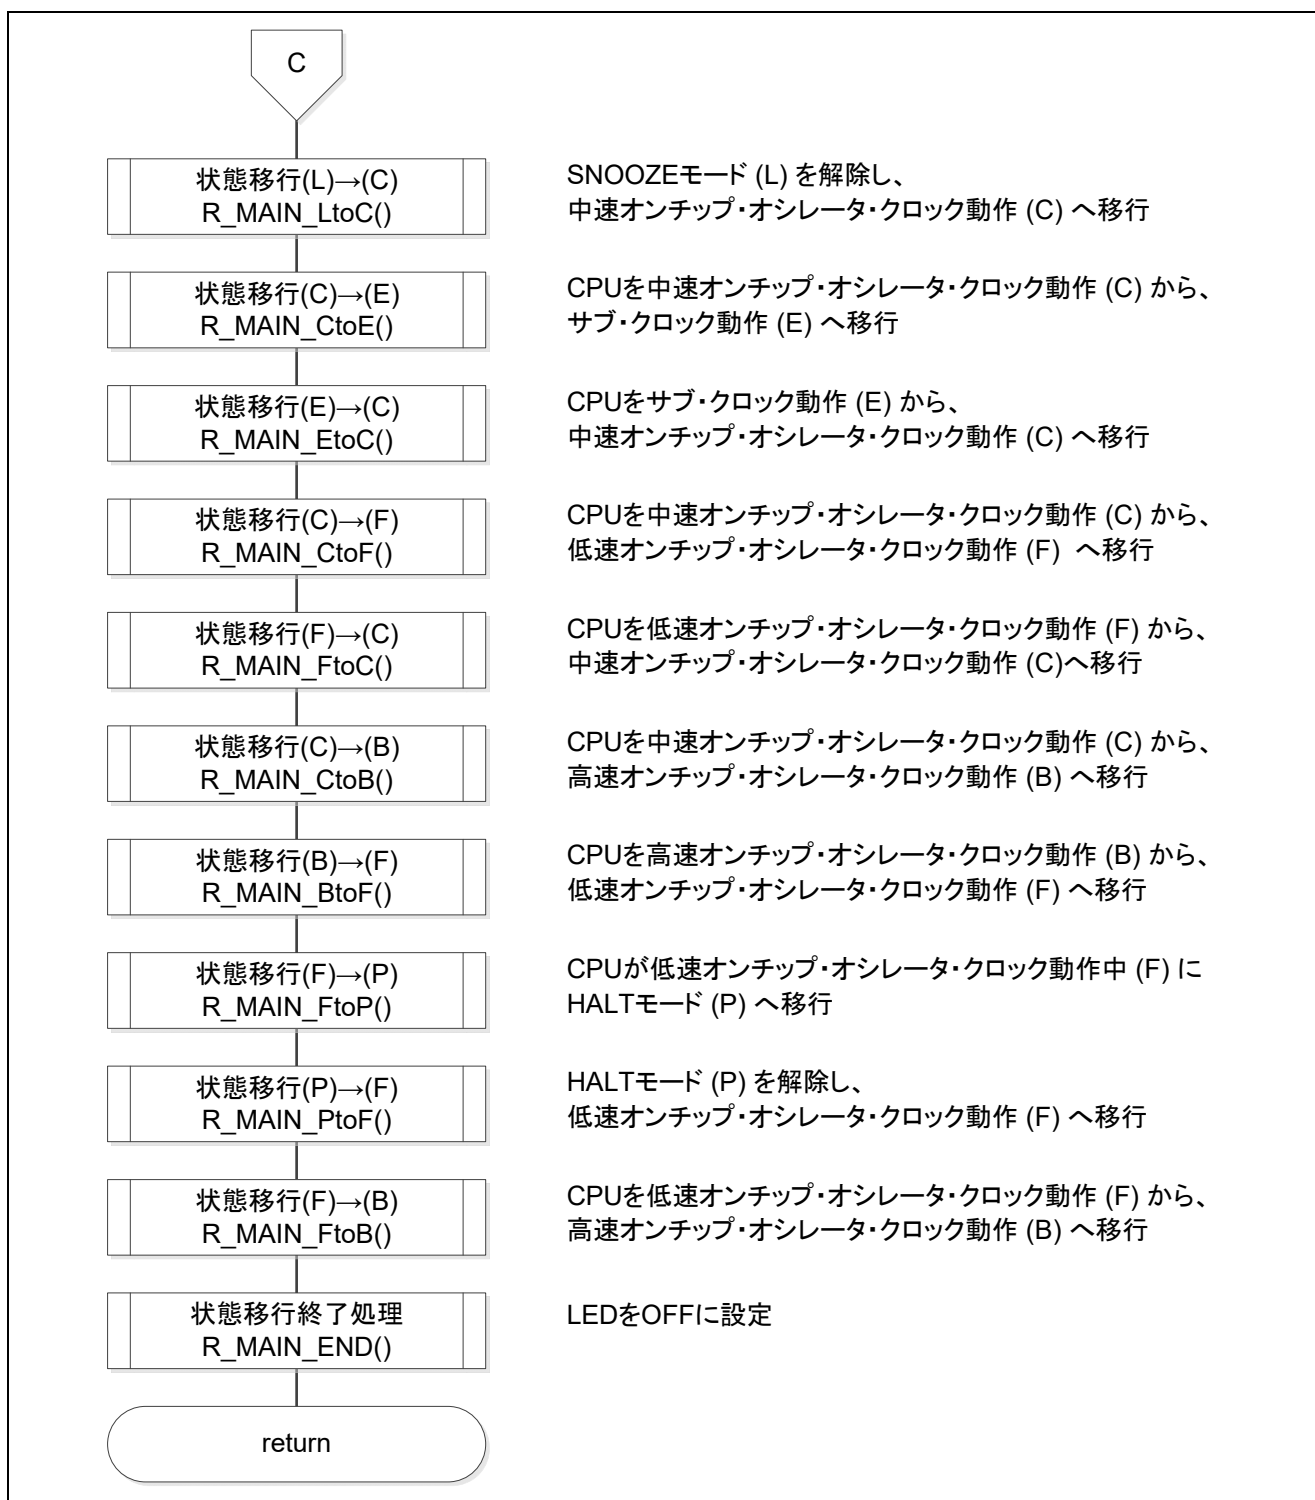 C
状態移行(L)→(C)
R_MAIN_LtoC()
SNOOZEモード (L) を解除し、
中速オンチップ・オシレータ・クロック動作 (C) へ移行
状態移行(C)→(E)
R_MAIN_CtoE()
CPUを中速オンチップ・オシレータ・クロック動作 (C) から、
サブ・クロック動作 (E) へ移行
状態移行(E)→(C)
R_MAIN_EtoC()
CPUをサブ・クロック動作 (E) から、
中速オンチップ・オシレータ・クロック動作 (C) へ移行
状態移行(C)→(F)
R_MAIN_CtoF()
CPUを中速オンチップ・オシレータ・クロック動作 (C) から、
低速オンチップ・オシレータ・クロック動作 (F) へ移行
状態移行(F)→(C)
R_MAIN_FtoC()
CPUを低速オンチップ・オシレータ・クロック動作 (F) から、
中速オンチップ・オシレータ・クロック動作 (C)へ移行
状態移行(C)→(B)
R_MAIN_CtoB()
CPUを中速オンチップ・オシレータ・クロック動作 (C) から、
高速オンチップ・オシレータ・クロック動作 (B) へ移行
状態移行(B)→(F)
R_MAIN_BtoF()
CPUを高速オンチップ・オシレータ・クロック動作 (B) から、
低速オンチップ・オシレータ・クロック動作 (F) へ移行
状態移行(F)→(P)
R_MAIN_FtoP()
CPUが低速オンチップ・オシレータ・クロック動作中 (F) に
HALTモード (P) へ移行
状態移行(P)→(F)
R_MAIN_PtoF()
HALTモード (P) を解除し、
低速オンチップ・オシレータ・クロック動作 (F) へ移行
状態移行(F)→(B)
R_MAIN_FtoB()
CPUを低速オンチップ・オシレータ・クロック動作 (F) から、
高速オンチップ・オシレータ・クロック動作 (B) へ移行
状態移行終了処理
R_MAIN_END()
LEDをOFFに設定
return